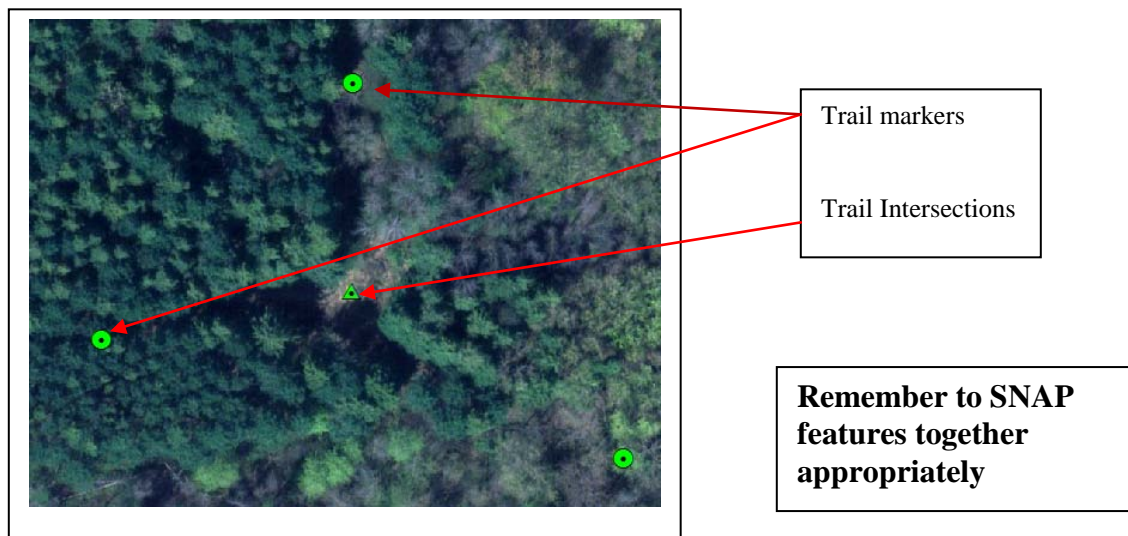 Trail markers
Trail Intersections
Remember to SNAP
features together
appropriately